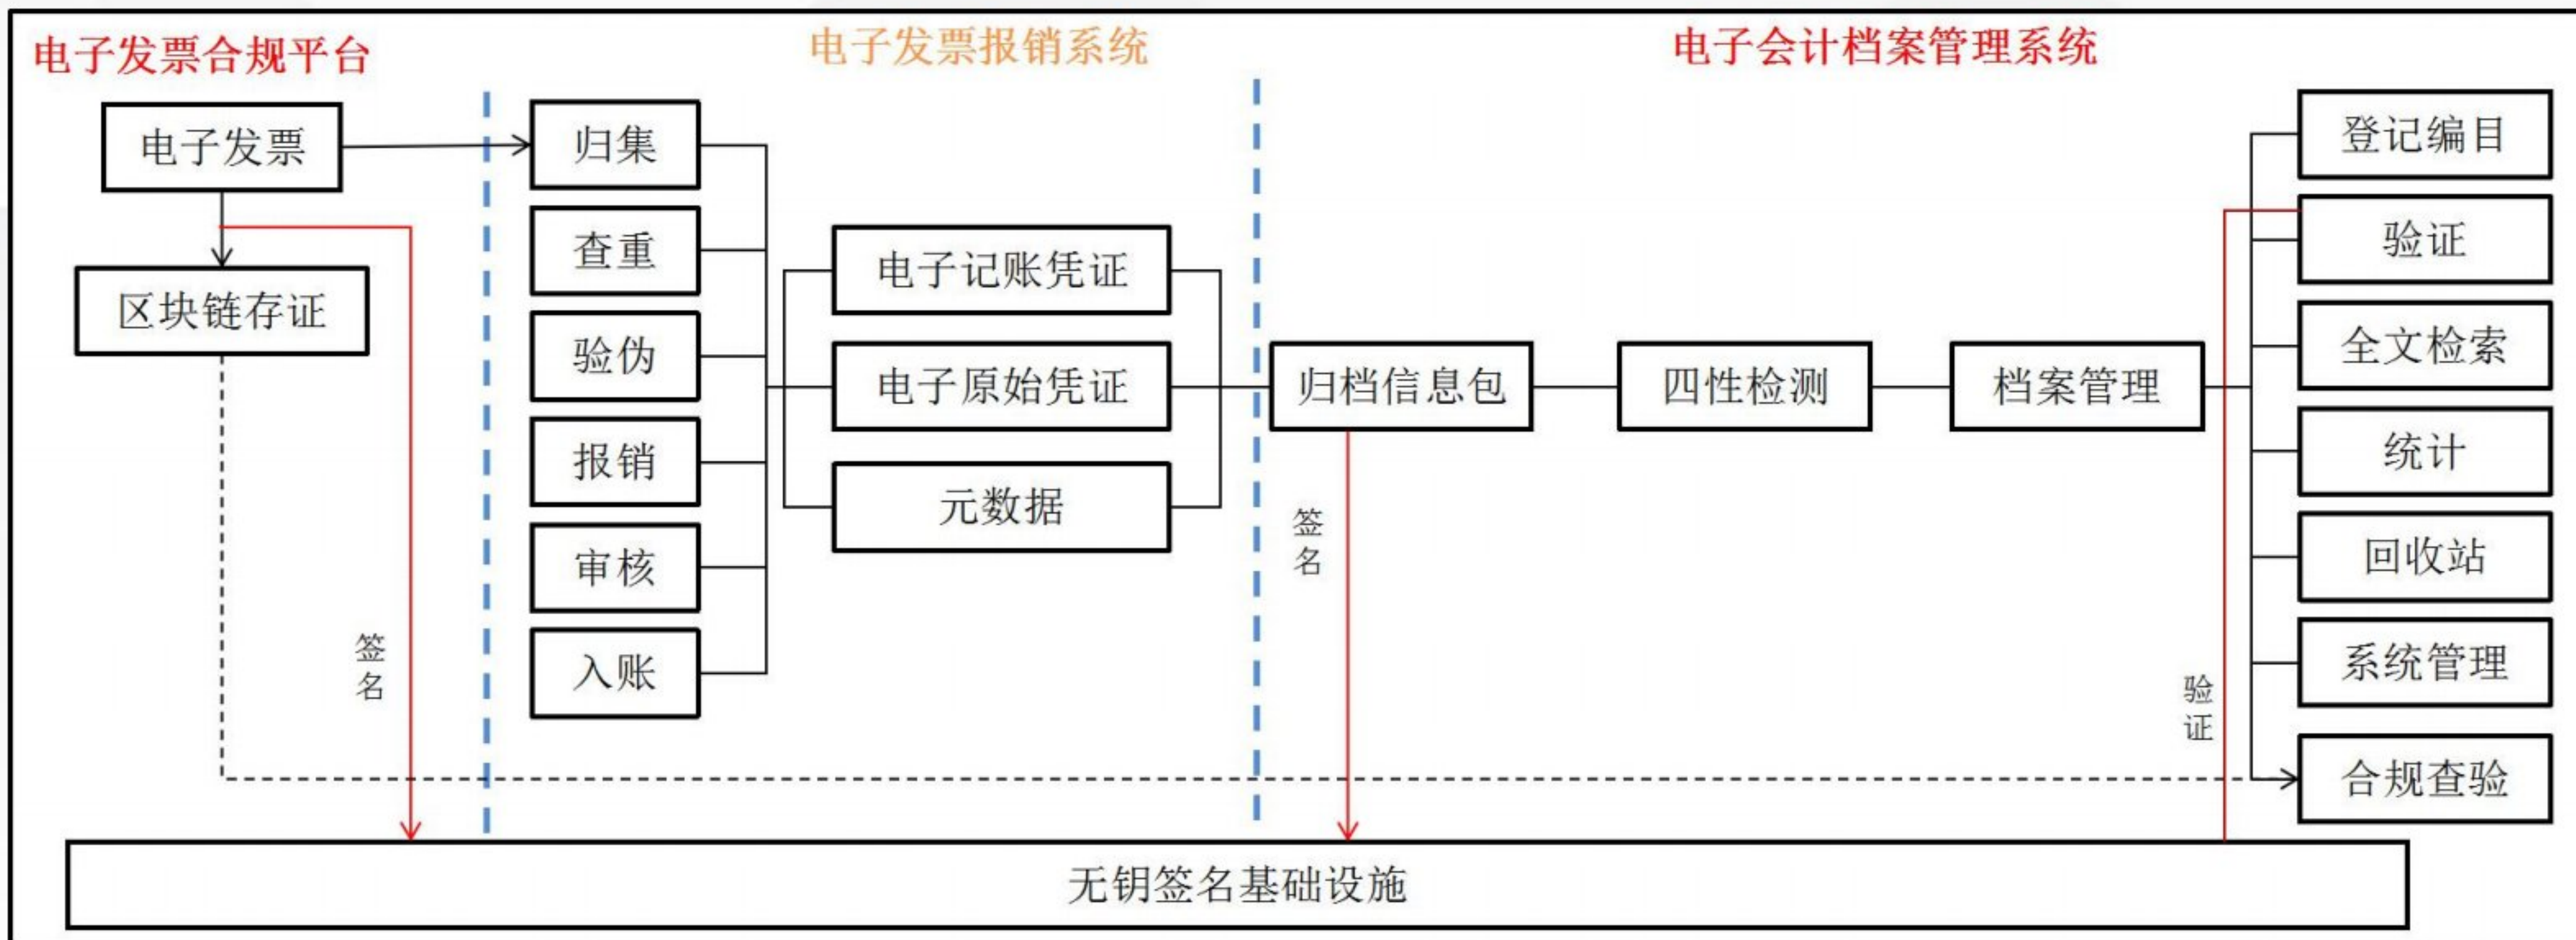 电子发票合规平台
电子发票报销系统
电子会计档案管理系统
电子发票
区块链存证
签名
归集
查重
验伪
报销
审核
入账
电子记账凭证
电子原始凭证
元数据
归档信息包
四性检测
档案管理
签名
验证
登记编目
验证
全文检索
统计
回收站
系统管理
合规查验
无钥签名基础设施